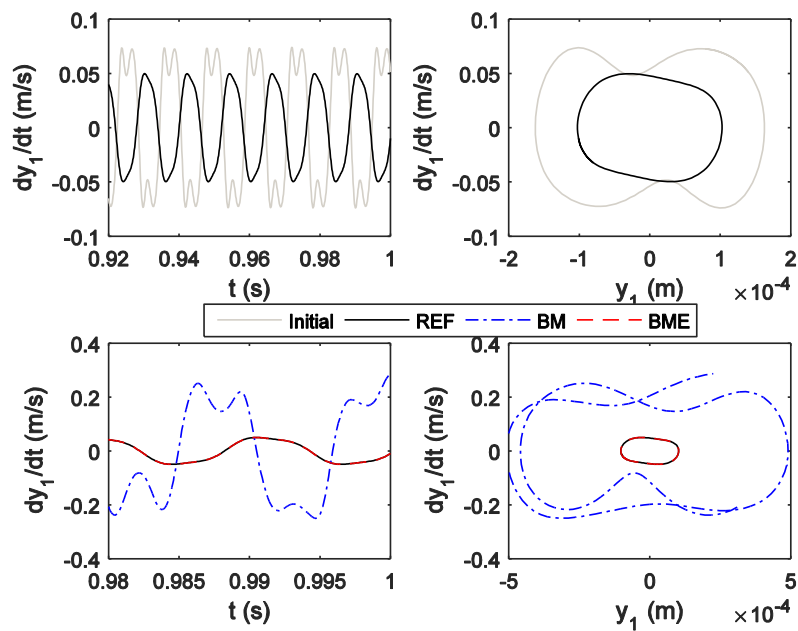 0.1
0.05
0
-0.05
-0.1
dy1/dt (m/s)
0.92 0.94 0.96 0.98 1
t (s)
0.1
0.05
0
-0.05
-0.1
dy1/dt (m/s)
-2 -1 0 1 2
y1 (m)
×10-4
Initial REF BM BME
0.4
0.2
0
-0.2
-0.4
dy1/dt (m/s)
0.98 0.985 0.99 0.995 1
t (s)
0.4
0.2
0
-0.2
-0.4
dy1/dt (m/s)
-5 0 5
y1 (m)
×10-4